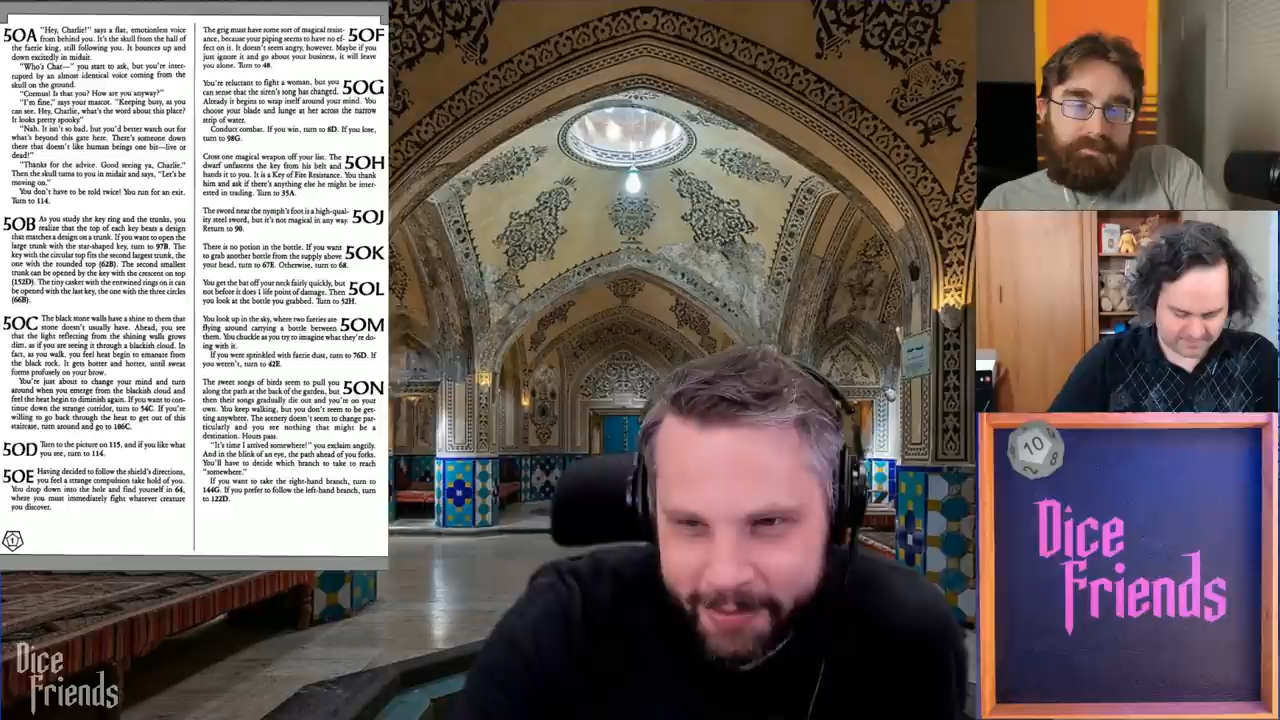 50A "Hey, Charlie!" says a flat, emotionless voice
from behind you. It's the skull from the hall of
the faerie king, still following you. It bounces up and
down excitedly in midair.
"Who's Char—" you start to ask, but you're inter-
rupted by an almost identical voice coming from the
skull on the ground.
"Cormus! Is that you? How are you anyway?"
"I'm fine," says your mascot. "Keeping busy, as you
can see. Hey, Charlie, what's the word about this place?
It looks pretty spooky."
"Nah. It isn't so bad, but you'd better watch out for
what's beyond this gate here. There's someone down
there that doesn't like human beings one bit—live or
dead!"
"Thanks for the advice. Good seeing ya, Charlie."
Then the skull turns to you in midair and says, "Let's be
moving on."
You don't have to be told twice! You run for an exit.
Turn to 114.
50B As you study the key ring and the trunks, you
realize that the top of each key bears a design
that matches a design on a trunk. If you want to open the
large trunk with the star-shaped key, turn to 97B. The
key with the circular top fits the second largest trunk, the
one with the rounded top (62B). The second smallest
trunk can be opened by the key with the crescent on top
(152D). The tiny casket with the entwined rings on it can
be opened with the last key, the one with the three circles
(66B).
50C The black stone walls have a shine to them that
stone doesn't usually have. Ahead, you see
that the light reflecting from the shining walls grows
dim, as if you are seeing it through a blackish cloud. In
fact, as you walk, you feel heat begin to emanate from
the black rock. It gets hotter and hotter, until sweat
forms profusely on your brow.
You're just about to change your mind and turn
around when you emerge from the blackish cloud and
feel the heat begin to diminish again. If you want to con-
tinue down the strange corridor, turn to 54C. If you're
willing to go back through the heat to get out of this
staircase, turn around and go to 106C.
50D Turn to the picture on 115, and if you like what
you see, turn to 114.
50E Having decided to follow the shield's directions,
you feel a strange compulsion take hold of you.
You drop down into the hole and find yourself in 64,
where you must immediately fight whatever creature
you discover.
The grig must have some sort of magical resist- 50F
ance, because your paralyzing seems to have no ef-
fect on it. It doesn't seem angry, however. Maybe if you
just ignore it and go about your business, it will leave
you alone. Turn to 48.
You're reluctant to fight a woman, but you 50G
can sense that the siren's song has changed.
Already it begins to wrap itself around your mind. You
choose your blade and lunge at her across the narrow
strip of water.
Conduct combat. If you win, turn to 8D. If you lose,
turn to 98G.
Cross one magical weapon off your list. The 50H
dwarf unfastens the key from his belt and
hands it to you. It is a Key of Fire Resistance. You thank
him and ask if there's anything else he might be inter-
ested in trading. Turn to 35A.
The sword near the nymph's foot is a high-qual- 50J
ity steel sword, but it's not magical in any way.
Return to 90.
There is no potion in the bottle. If you want 50K
to grab another bottle from the supply above
your head, turn to 67E. Otherwise, turn to 68.
You get the bat off your neck fairly quickly, but 50L
not before it does 1 life point of damage. Then
you look at the bottle you grabbed. Turn to 52H.
You look up in the sky, where two faeries are 50M
flying around carrying a bottle between
them. You chuckle as you try to imagine what they're do-
ing with it.
If you were sprinkled with faerie dust, turn to 76D. If
you weren't, turn to 42E.
The sweet songs of birds seem to pull you 50N
along the path at the back of the garden, but
then their songs gradually die out and you're on your
own. You keep walking, but you don't seem to be get-
ting anywhere. The scenery doesn't seem to change par-
ticularly and you see nothing that might be a
destination. Hours pass.
"It's time I arrived somewhere!" you exclaim angrily.
And in the blink of an eye, the path ahead of you forks.
You'll have to decide which branch to take to reach
"somewhere."
If you want to take the right-hand branch, turn to
144G. If you prefer to follow the left-hand branch, turn
to 122D.
Dice
Friends
10
2
8
Dice
Friends